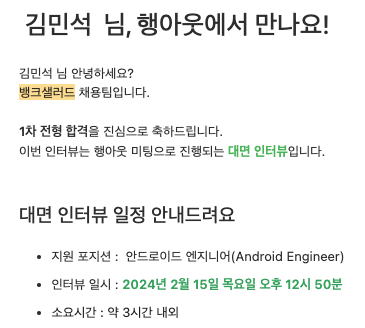 김민석 님, 행아웃에서 만나요!
김민석 님 안녕하세요?
뱅크샐러드 채용팀입니다.
1차 전형 합격을 진심으로 축하드립니다.
이번 인터뷰는 행아웃 미팅으로 진행되는 대면 인터뷰입니다.
대면 인터뷰 일정 안내드려요
• 지원 포지션 : 안드로이드 엔지니어(Android Engineer)
• 인터뷰 일시 : 2024년 2월 15일 목요일 오후 12시 50분
• 소요시간 : 약 3시간 내외